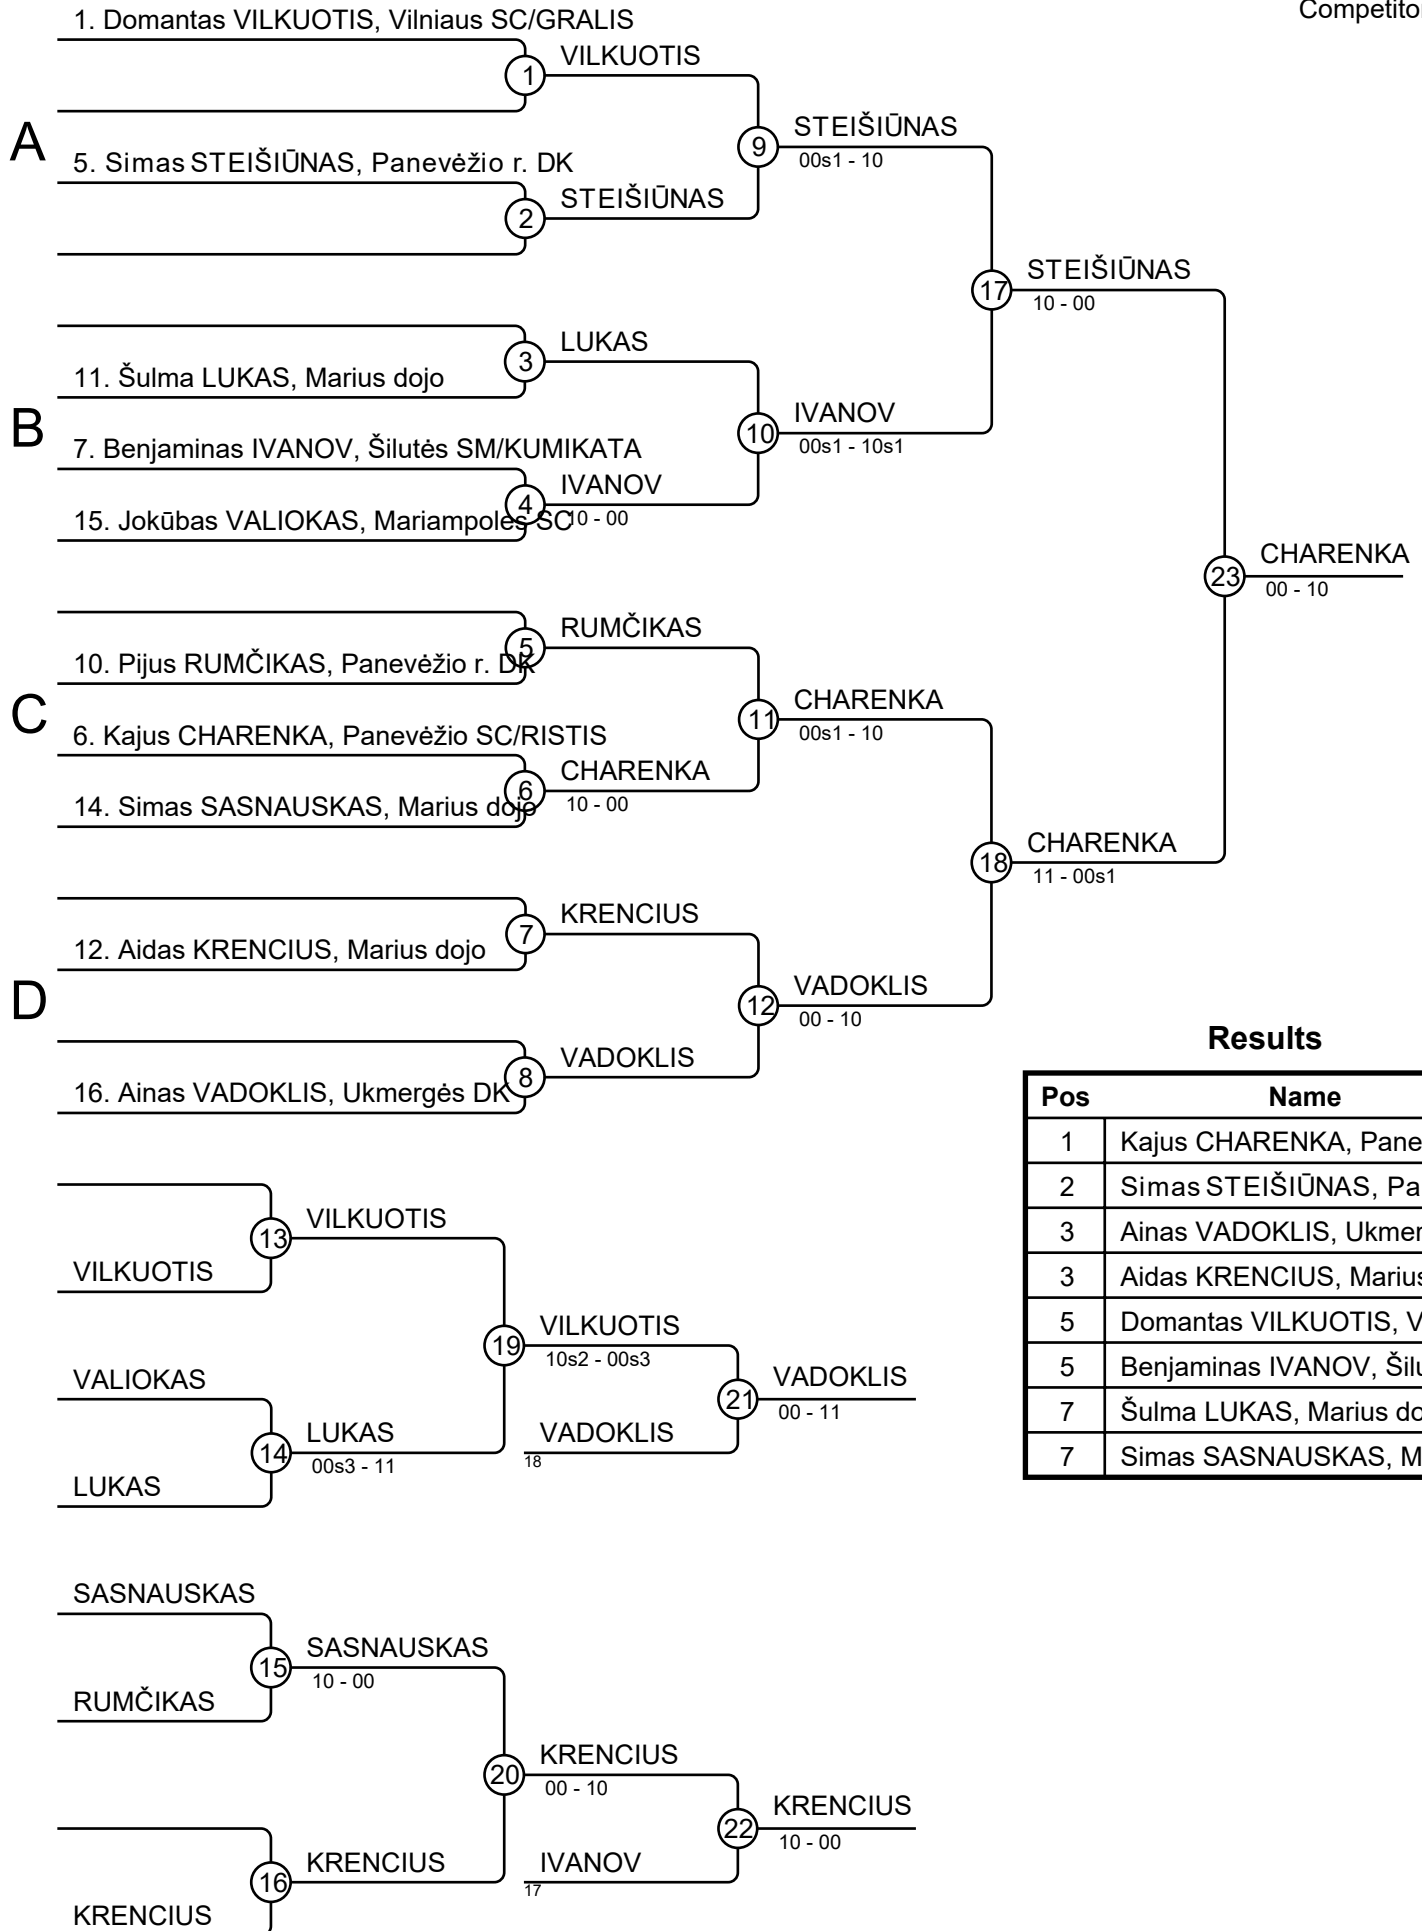 Competitor
1. Domantas VILKUOTIS, Vilniaus SC/GRALIS
1
VILKUOTIS
A
5. Simas STEIŠIŪNAS, Panevėžio r. DK
2
STEIŠIŪNAS
9
STEIŠIŪNAS
00s1 - 10
11. Šulma LUKAS, Marius dojo
3
LUKAS
B
7. Benjaminas IVANOV, Šilutės SM/KUMIKATA
15. Jokūbas VALIOKAS, Mariampolės SC
4
IVANOV
10 - 00
10
IVANOV
00s1 - 10s1
17
STEIŠIŪNAS
10 - 00
10. Pijus RUMČIKAS, Panevėžio r. DK
5
RUMČIKAS
C
6. Kajus CHARENKA, Panevėžio SC/RISTIS
14. Simas SASNAUSKAS, Marius dojo
6
CHARENKA
10 - 00
11
CHARENKA
00s1 - 10
12. Aidas KRENCIUS, Marius dojo
7
KRENCIUS
D
16. Ainas VADOKLIS, Ukmergės DK
8
VADOKLIS
12
VADOKLIS
00 - 10
18
CHARENKA
11 - 00s1
23
CHARENKA
00 - 10
Results
Pos Name
1 Kajus CHARENKA, Pane
2 Simas STEIŠIŪNAS, Pa
3 Ainas VADOKLIS, Ukmer
3 Aidas KRENCIUS, Marius
5 Domantas VILKUOTIS, V
5 Benjaminas IVANOV, Šilu
7 Šulma LUKAS, Marius do
7 Simas SASNAUSKAS, M
VILKUOTIS
13
VILKUOTIS
VALIOKAS
LUKAS
14
LUKAS
00s3 - 11
19
VILKUOTIS
10s2 - 00s3
VADOKLIS
18
21
VADOKLIS
00 - 11
SASNAUSKAS
RUMČIKAS
15
SASNAUSKAS
10 - 00
KRENCIUS
16
KRENCIUS
20
KRENCIUS
00 - 10
IVANOV
17
22
KRENCIUS
10 - 00